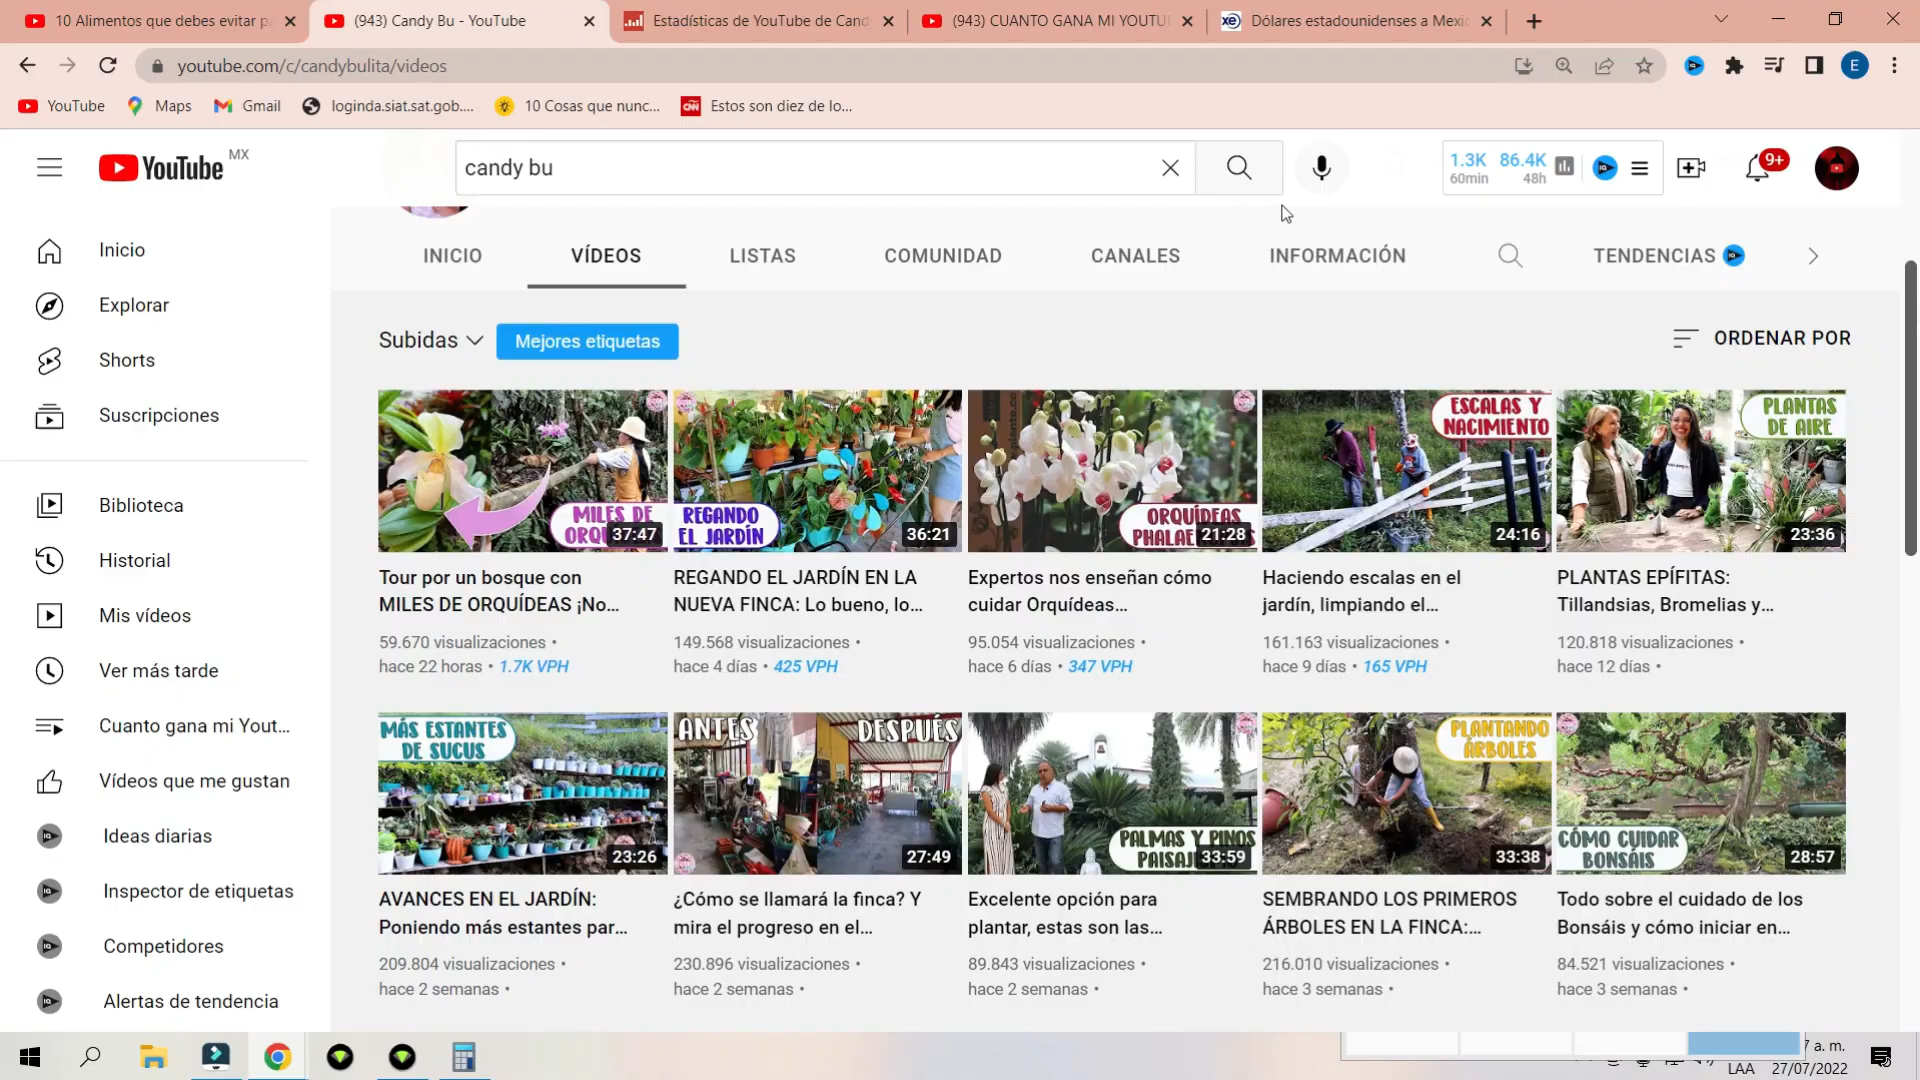 10 Alimentos que debes evitar p
(943) Candy Bu - YouTube
Estadísticas de YouTube de Cand
(943) CUANTO GANA MI YOUTU
xe Dólares estadounidenses a Mexi
youtube.com/c/candybulita/videos
E
YouTube
Maps
Gmail
loginda.siat.sat.gob....
10 Cosas que nunc...
Estos son diez de lo...
YouTube MX
candy bu
1.3K 86.4K
60min 48h
9+
Inicio
Explorar
Shorts
Suscripciones
Biblioteca
Historial
Mis vídeos
Ver más tarde
Cuanto gana mi Yout...
Vídeos que me gustan
Ideas diarias
Inspector de etiquetas
Competidores
Alertas de tendencia
INICIO
VÍDEOS
LISTAS
COMUNIDAD
CANALES
INFORMACIÓN
TENDENCIAS
Subidas
Mejores etiquetas
ORDENAR POR
MILES DE
37:47
Tour por un bosque con
MILES DE ORQUÍDEAS ¡No...
59.670 visualizaciones •
hace 22 horas • 1.7K VPH
REGANDO
EL JARDÍN
36:21
REGANDO EL JARDÍN EN LA
NUEVA FINCA: Lo bueno, lo...
149.568 visualizaciones •
hace 4 días • 425 VPH
ORQUÍDEAS
21:28
Expertos nos enseñan cómo
cuidar Orquídeas...
95.054 visualizaciones •
hace 6 días • 347 VPH
ESCALAS Y
NACIMIENTO
24:16
Haciendo escalas en el
jardín, limpiando el...
161.163 visualizaciones •
hace 9 días • 165 VPH
PLANTAS
DE AIRE
23:36
PLANTAS EPÍFITAS:
Tillandsias, Bromelias y...
120.818 visualizaciones •
hace 12 días •
MÁS ESTANTES
DE SUCUS
23:26
AVANCES EN EL JARDÍN:
Poniendo más estantes par...
209.804 visualizaciones •
hace 2 semanas •
ANTES DESPUÉS
27:49
¿Cómo se llamará la finca? Y
mira el progreso en el...
230.896 visualizaciones •
hace 2 semanas •
PALMAS Y PINOS
33:59
Excelente opción para
plantar, estas son las...
89.843 visualizaciones •
hace 2 semanas •
PLANTANDO
ÁRBOLES
33:38
SEMBRANDO LOS PRIMEROS
ÁRBOLES EN LA FINCA:...
216.010 visualizaciones •
hace 3 semanas •
CÓMO CUIDAR
BONSÁIS
28:57
Todo sobre el cuidado de los
Bonsáis y cómo iniciar en...
84.521 visualizaciones •
hace 3 semanas •
7 a. m.
LAA 27/07/2022